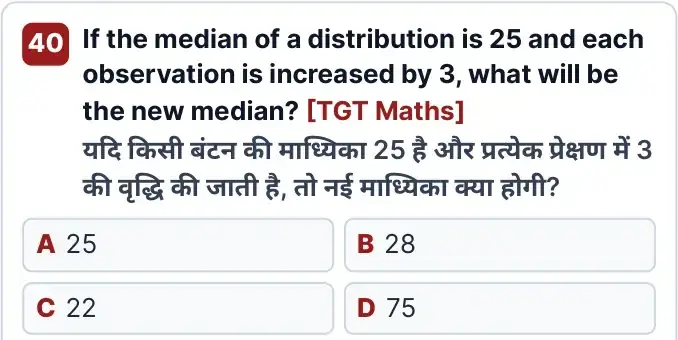 40 If the median of a distribution is 25 and each
observation is increased by 3, what will be
the new median? [TGT Maths]
यदि किसी बंटन की माध्यिका 25 है और प्रत्येक प्रेक्षण में 3
की वृद्धि की जाती है, तो नई माध्यिका क्या होगी?
A 25
B 28
C 22
D 75